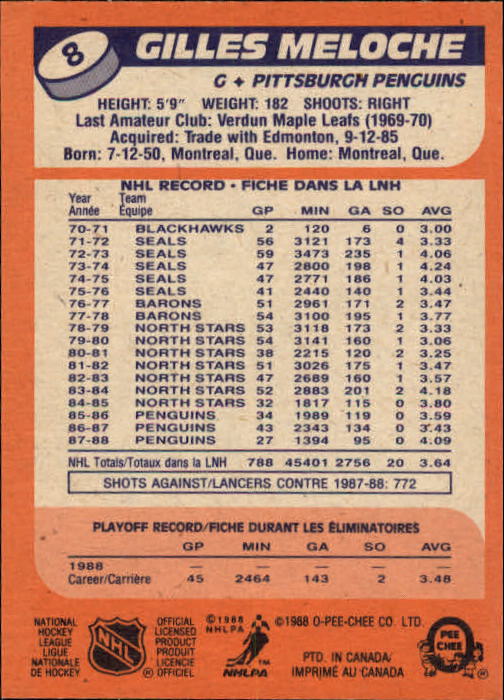 8
GILLES MELOCHE
G ✦ PITTSBURGH PENGUINS
HEIGHT: 5'9" WEIGHT: 182 SHOOTS: RIGHT
Last Amateur Club: Verdun Maple Leafs (1969-70)
Acquired: Trade with Edmonton, 9-12-85
Born: 7-12-50, Montreal, Que. Home: Montreal, Que.
NHL RECORD • FICHE DANS LA LNH
Year Team
Année Équipe GP MIN GA SO AVG
70-71 BLACKHAWKS 2 120 6 0 3.00
71-72 SEALS 56 3121 173 4 3.33
72-73 SEALS 59 3473 235 1 4.06
73-74 SEALS 47 2800 198 1 4.24
74-75 SEALS 47 2771 186 1 4.03
75-76 SEALS 41 2440 140 1 3.44
76-77 BARONS 51 2961 171 2 3.47
77-78 BARONS 54 3100 195 1 3.77
78-79 NORTH STARS 53 3118 173 2 3.33
79-80 NORTH STARS 54 3141 160 1 3.06
80-81 NORTH STARS 38 2215 120 2 3.25
81-82 NORTH STARS 51 3026 175 1 3.47
82-83 NORTH STARS 47 2689 160 1 3.57
83-84 NORTH STARS 52 2883 201 2 4.18
84-85 NORTH STARS 32 1817 115 0 3.80
85-86 PENGUINS 34 1989 119 0 3.59
86-87 PENGUINS 43 2343 134 0 3.43
87-88 PENGUINS 27 1394 95 0 4.09
NHL Totals/Totaux dans la LNH 788 45401 2756 20 3.64
SHOTS AGAINST/LANCERS CONTRE 1987-88: 772
PLAYOFF RECORD/FICHE DURANT LES ÉLIMINATOIRES
GP MIN GA SO AVG
1988 — — — — —
Career/Carrière 45 2464 143 2 3.48
NATIONAL
HOCKEY
LEAGUE
LIGUE
NATIONALE
DE HOCKEY
NHL
®
OFFICIAL
LICENSED
PRODUCT
PRODUIT
LICENCIE
OFFICIEL
©1988
NHLPA
NHLPA
TM
©1988 O-PEE-CHEE CO. LTD.
PTD. IN CANADA/
IMPRIMÉ AU CANADA
O
PEE
CHEE
®